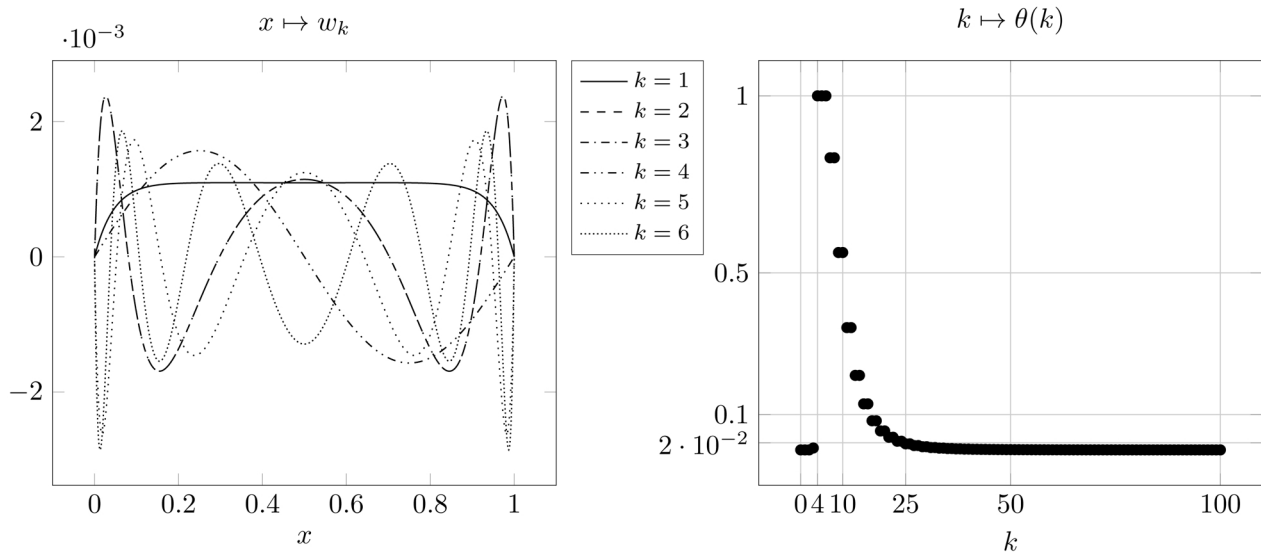 x ↦ w_k
·10⁻³
2
0
−2
0 0.2 0.4 0.6 0.8 1
x
k = 1
k = 2
k = 3
k = 4
k = 5
k = 6
k ↦ θ(k)
1
0.5
0.1
2 · 10⁻²
0 4 10 25 50 100
k